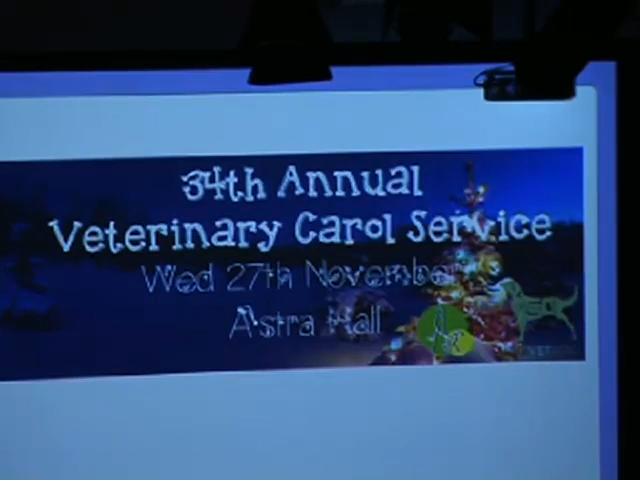 34th Annual
Veterinary Carol Service
Wed 27th November
Astra Hall